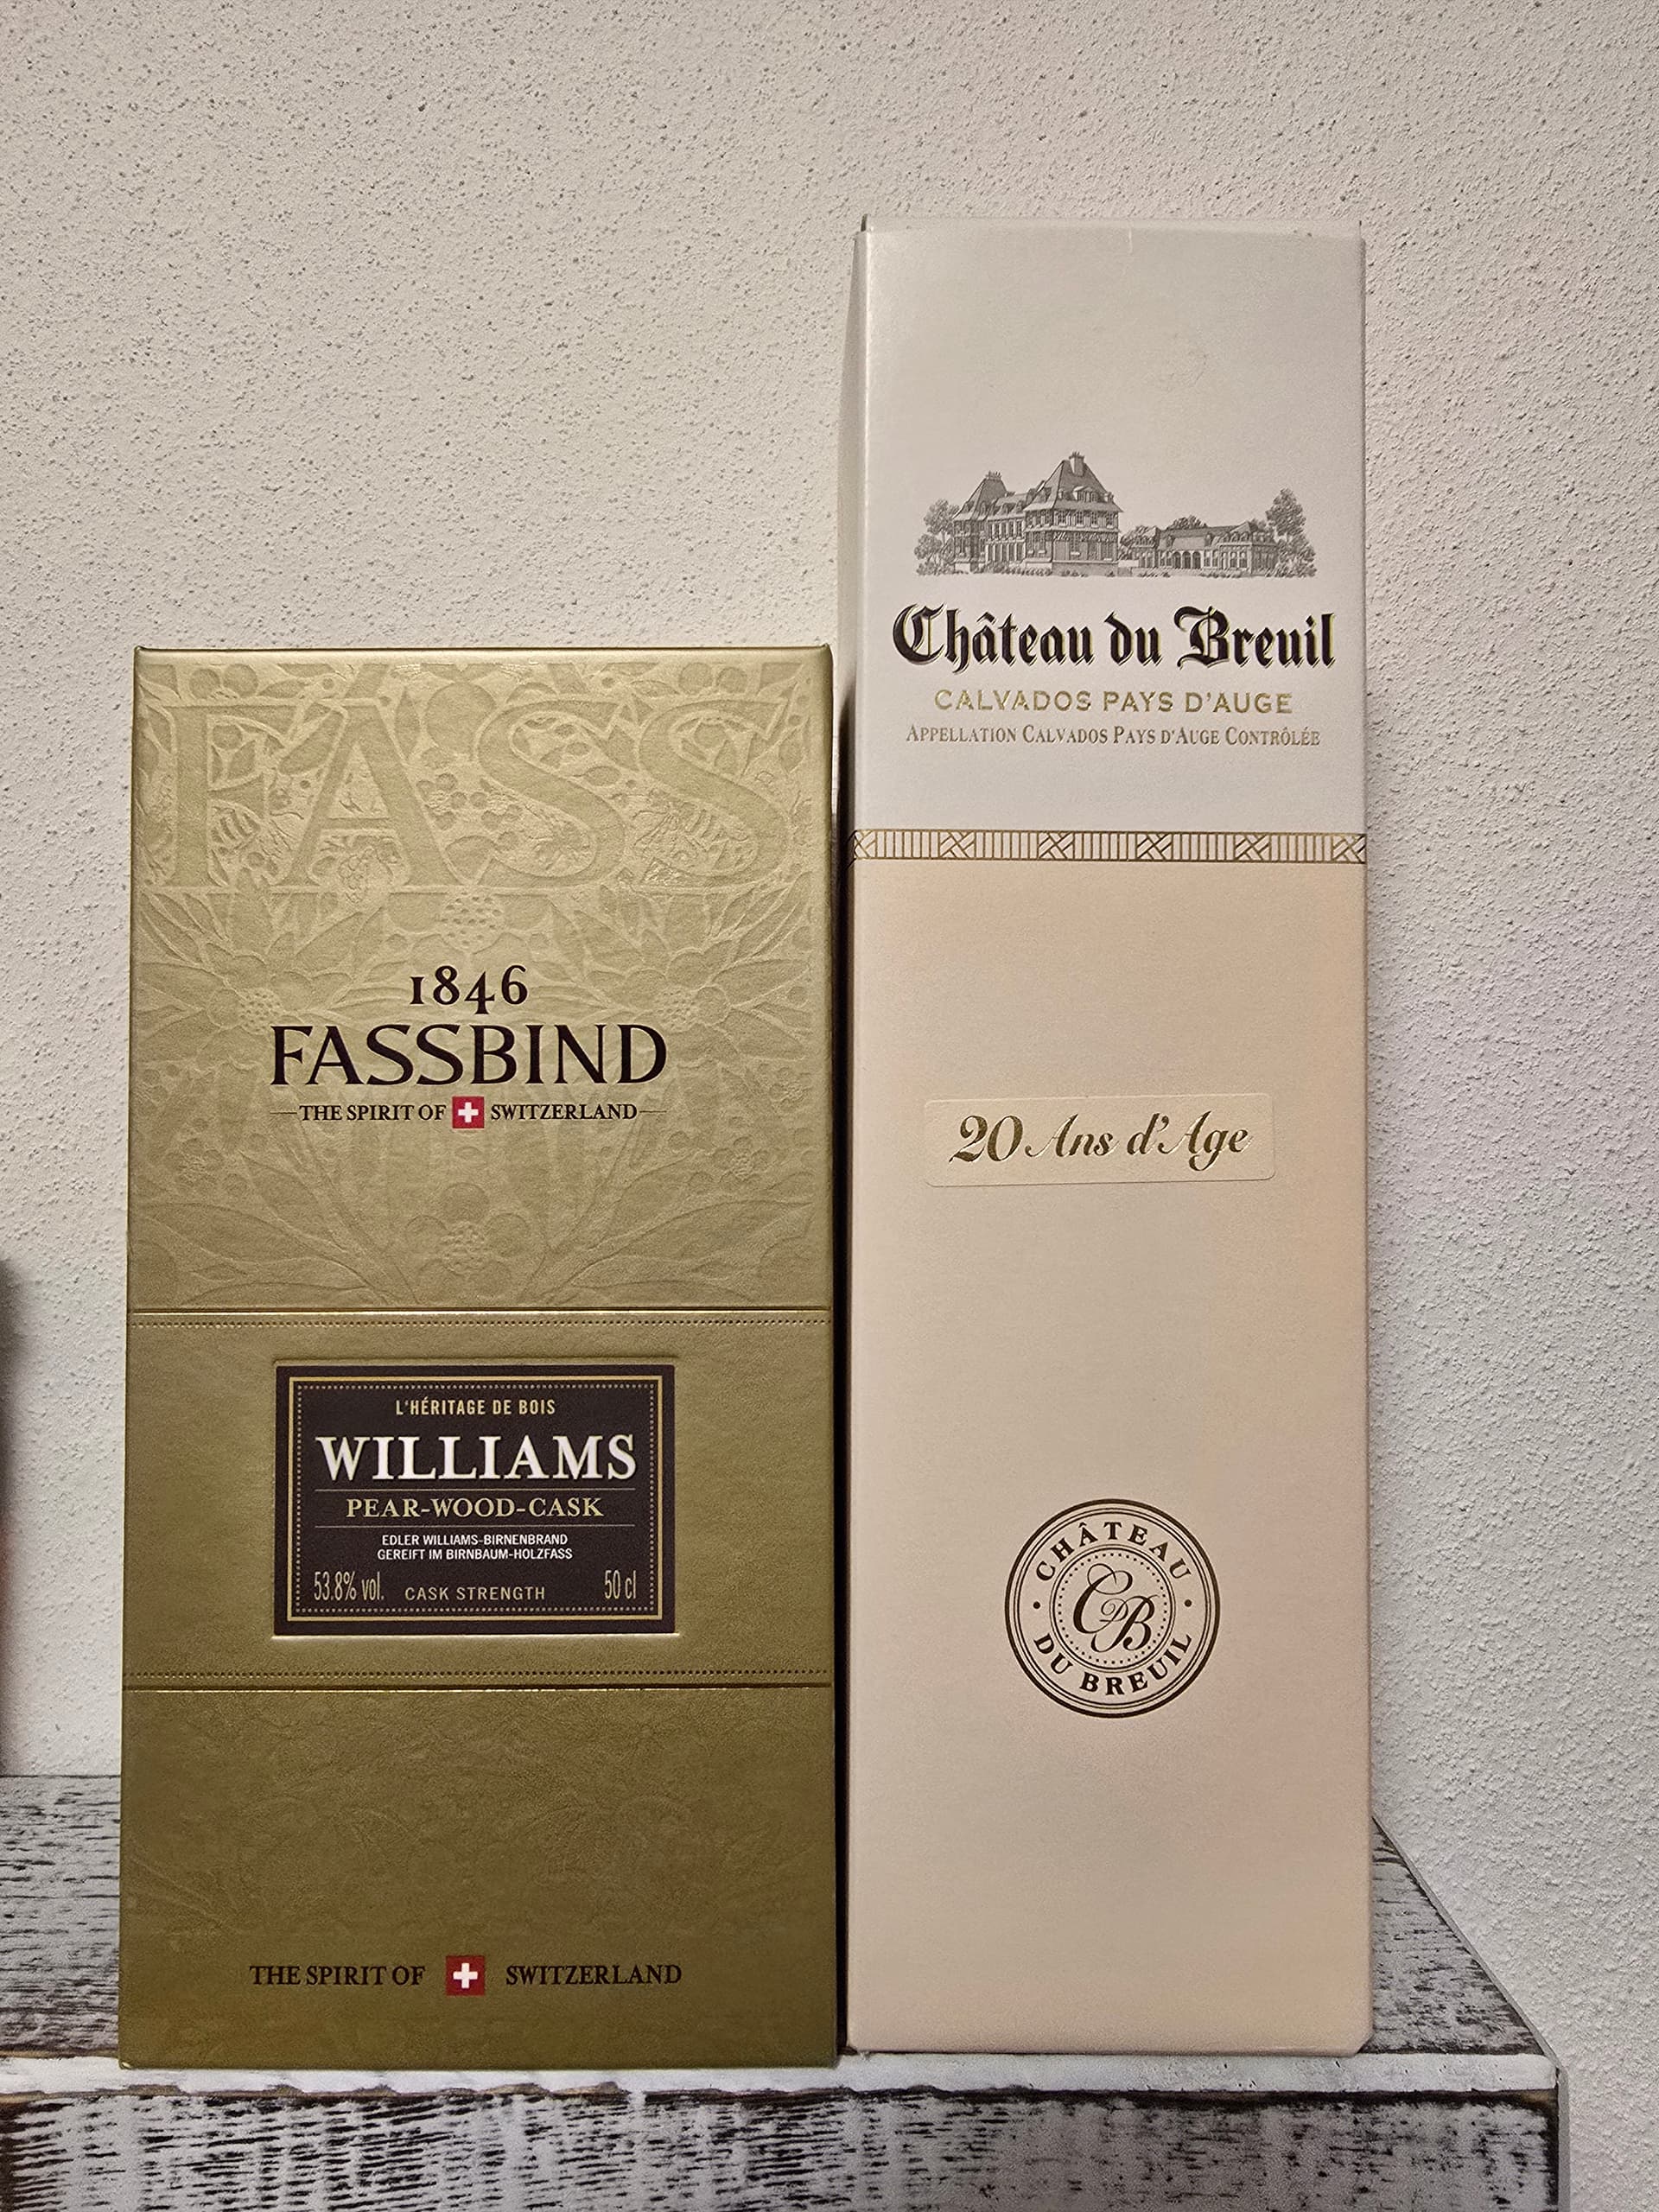 FASS
1846
FASSBIND
THE SPIRIT OF SWITZERLAND
L'HÉRITAGE DE BOIS
WILLIAMS
PEAR-WOOD-CASK
EDLER WILLIAMS-BIRNENBRAND
GEREIFT IM BIRNBAUM-HOLZFASS
53.8% vol. CASK STRENGTH 50 cl
THE SPIRIT OF SWITZERLAND
Château du Breuil
CALVADOS PAYS D'AUGE
APPELLATION CALVADOS PAYS D'AUGE CONTRÔLÉE
20 Ans d'Age
CHÂTEAU
CDB
DU BREUIL